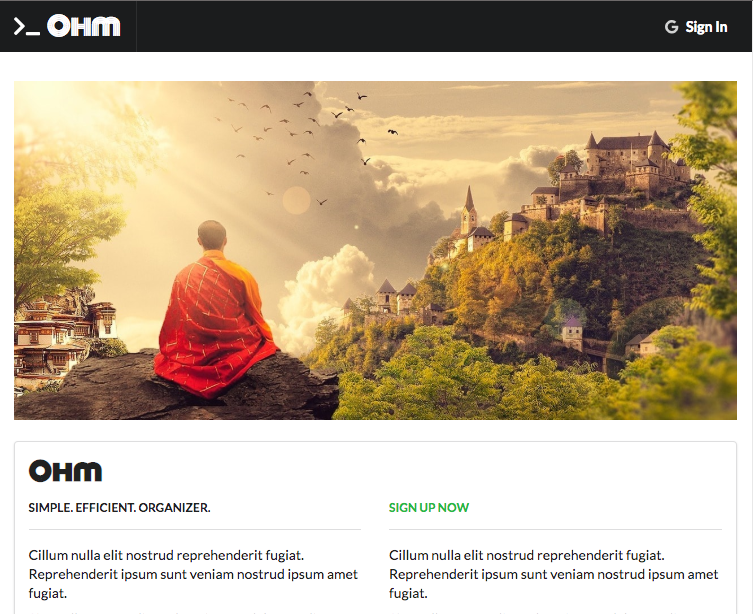 >_ OHM
G Sign In
OHM
SIMPLE. EFFICIENT. ORGANIZER.
Cillum nulla elit nostrud reprehenderit fugiat.
Reprehenderit ipsum sunt veniam nostrud ipsum amet
fugiat.
SIGN UP NOW
Cillum nulla elit nostrud reprehenderit fugiat.
Reprehenderit ipsum sunt veniam nostrud ipsum amet
fugiat.